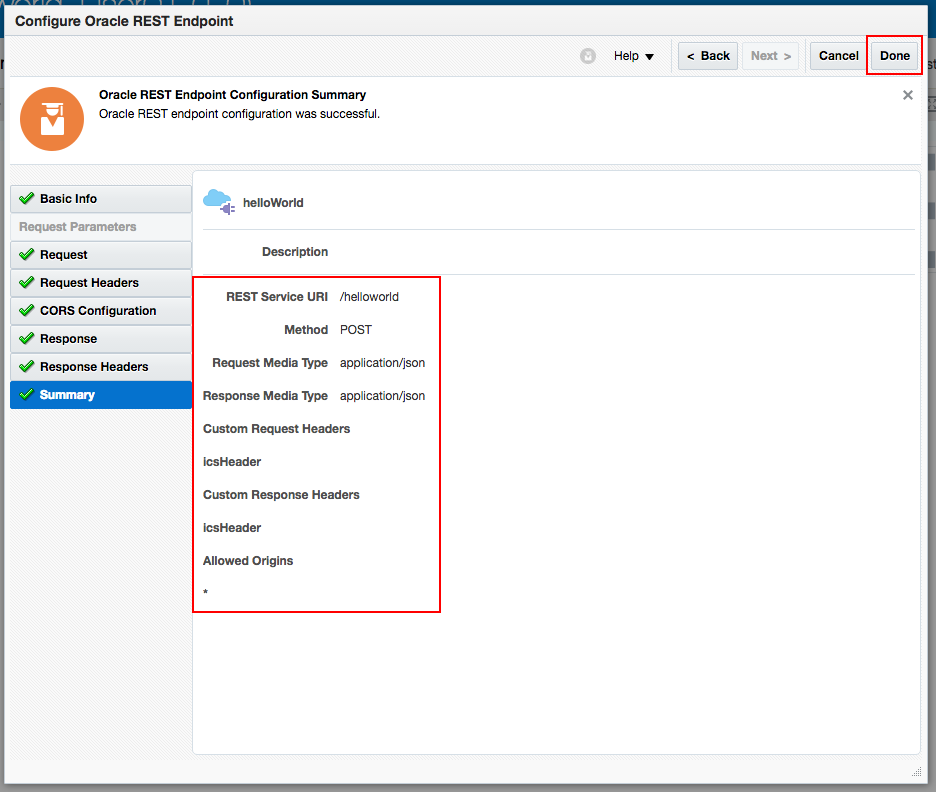 Configure Oracle REST Endpoint
Help
< Back
Next >
Cancel
Done
Oracle REST Endpoint Configuration Summary
Oracle REST endpoint configuration was successful.
Basic Info
Request Parameters
Request
Request Headers
CORS Configuration
Response
Response Headers
Summary
helloWorld
Description
REST Service URI /helloworld
Method POST
Request Media Type application/json
Response Media Type application/json
Custom Request Headers
icsHeader
Custom Response Headers
icsHeader
Allowed Origins
*